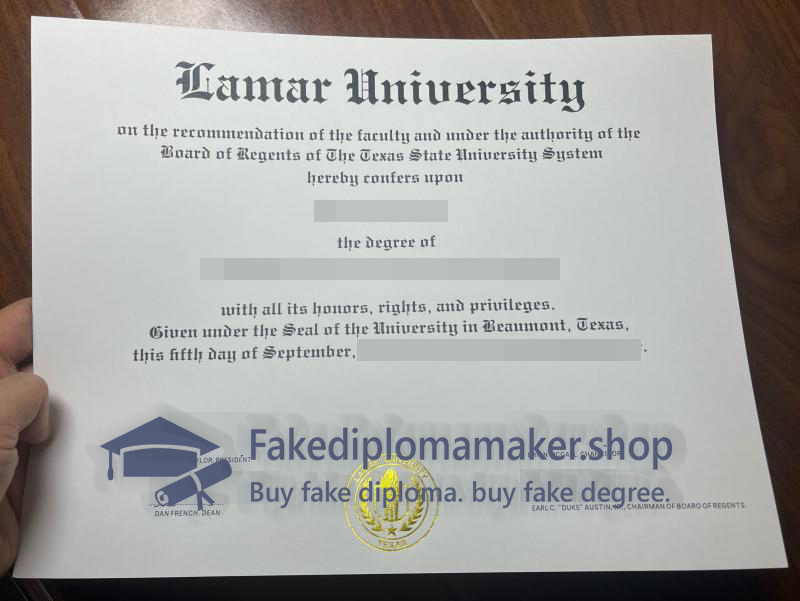 Lamar University
on the recommendation of the faculty and under the authority of the
Board of Regents of The Texas State University System
hereby confers upon
the degree of
with all its honors, rights, and privileges.
Given under the Seal of the University in Beaumont, Texas,
this fifth day of September,
.
Fakediplomamaker.shop
Buy fake diploma. buy fake degree.
PRESIDENT
DAN FRENCH, DEAN
LAMAR UNIVERSITY
TEXAS
EARL C. "DUKE" AUSTIN, JR., CHAIRMAN OF BOARD OF REGENTS